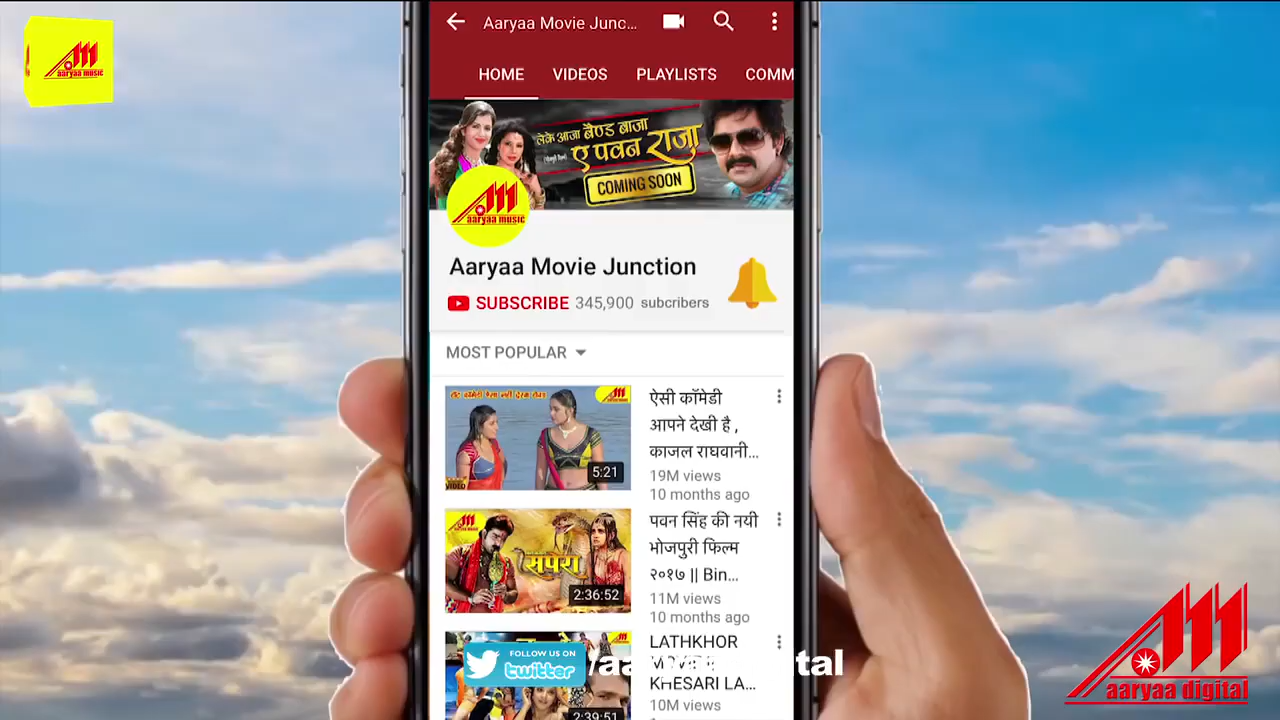 aaryaa music
Aaryaa Movie Junc...
HOME VIDEOS PLAYLISTS COMM
लेके आजा बैण्ड बाजा
ए पवन राजा
COMING SOON
aaryaa music
Aaryaa Movie Junction
SUBSCRIBE 345,900 subcribers
MOST POPULAR
5:21
ऐसी कॉमेडी
आपने देखी है ,
काजल राघवानी...
19M views
10 months ago
सपेरा
2:36:52
पवन सिंह की नयी
भोजपुरी फिल्म
२०१७ || Bin...
11M views
10 months ago
LATHKHOR
KHESARI LA...
10M views
2:39:51
FOLLOW US ON
twitter
aaryaa digital